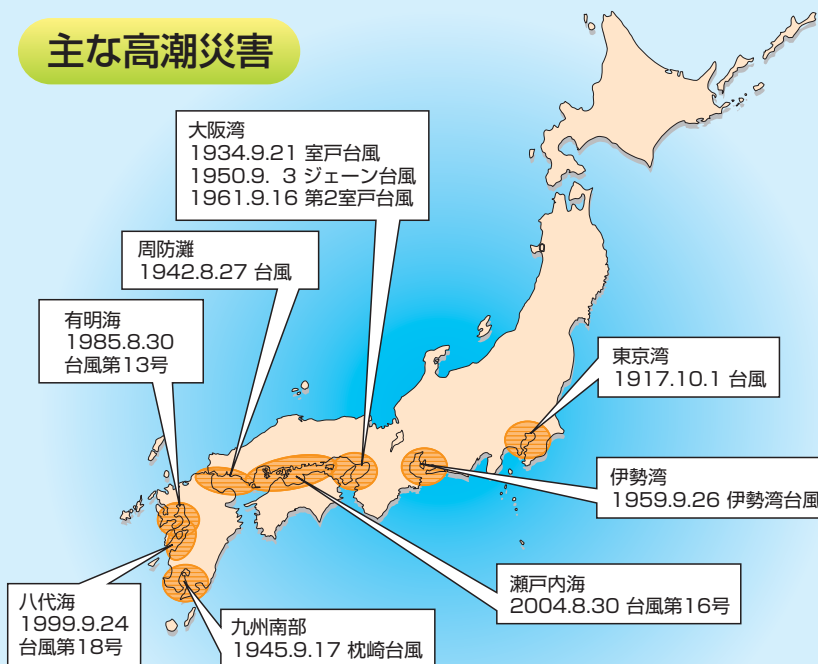 主な高潮災害
大阪湾
1934.9.21 室戸台風
1950.9. 3 ジェーン台風
1961.9.16 第2室戸台風
周防灘
1942.8.27 台風
有明海
1985.8.30
台風第13号
東京湾
1917.10.1 台風
伊勢湾
1959.9.26 伊勢湾台風
瀬戸内海
2004.8.30 台風第16号
八代海
1999.9.24
台風第18号
九州南部
1945.9.17 枕崎台風